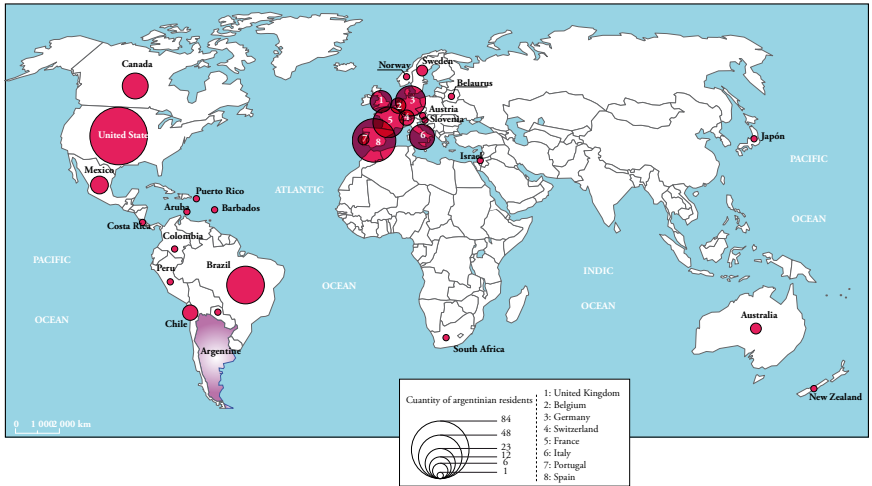 Canada
Norway
Sweden
Belaurus
1
2
3
Austria
Slovenia
4
5
6
7
8
United State
Japón
PACIFIC
Mexico
Israel
Puerto Rico
ATLANTIC
Aruba
Barbados
OCEAN
Costa Rica
Colombia
PACIFIC
Peru
Brazil
INDIC
OCEAN
OCEAN
OCEAN
Chile
Australia
Argentine
South Africa
New Zealand
0 1 000 2 000 km
Cuantity of argentinian residents
84
48
23
12
6
1
1: United Kingdom
2: Belgium
3: Germany
4: Switzerland
5: France
6: Italy
7: Portugal
8: Spain